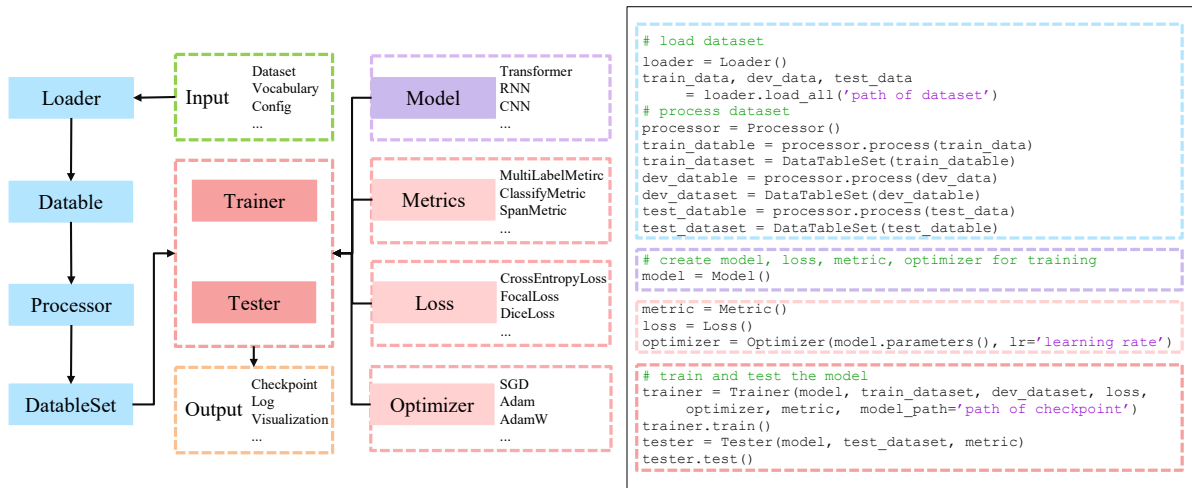 Loader
Datable
Processor
DatableSet
Input
Dataset
Vocabulary
Config
...
Trainer
Tester
Output
Checkpoint
Log
Visualization
...
Model
Transformer
RNN
CNN
...
Metrics
MultiLabelMetirc
ClassifyMetric
SpanMetric
...
Loss
CrossEntropyLoss
FocalLoss
DiceLoss
...
Optimizer
SGD
Adam
AdamW
...
# load dataset
loader = Loader()
train_data, dev_data, test_data
= loader.load_all(’path of dataset’)
# process dataset
processor = Processor()
train_datable = processor.process(train_data)
train_dataset = DataTableSet(train_datable)
dev_datable = processor.process(dev_data)
dev_dataset = DataTableSet(dev_datable)
test_datable = processor.process(test_data)
test_dataset = DataTableSet(test_datable)
# create model, loss, metric, optimizer for training
model = Model()
metric = Metric()
loss = Loss()
optimizer = Optimizer(model.parameters(), lr=’learning rate’)
# train and test the model
trainer = Trainer(model, train_dataset, dev_dataset, loss,
optimizer, metric, model_path=’path of checkpoint’)
trainer.train()
tester = Tester(model, test_dataset, metric)
tester.test()